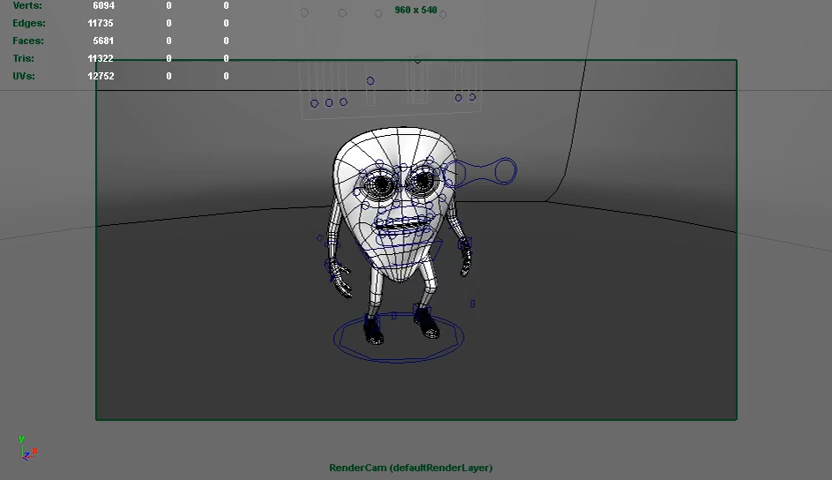 Verts: 6094 0 0
960 x 540
Edges: 11735 0 0
Faces: 5681 0 0
Tris: 11322 0 0
UVs: 12752 0 0
y
z x
RenderCam (defaultRenderLayer)